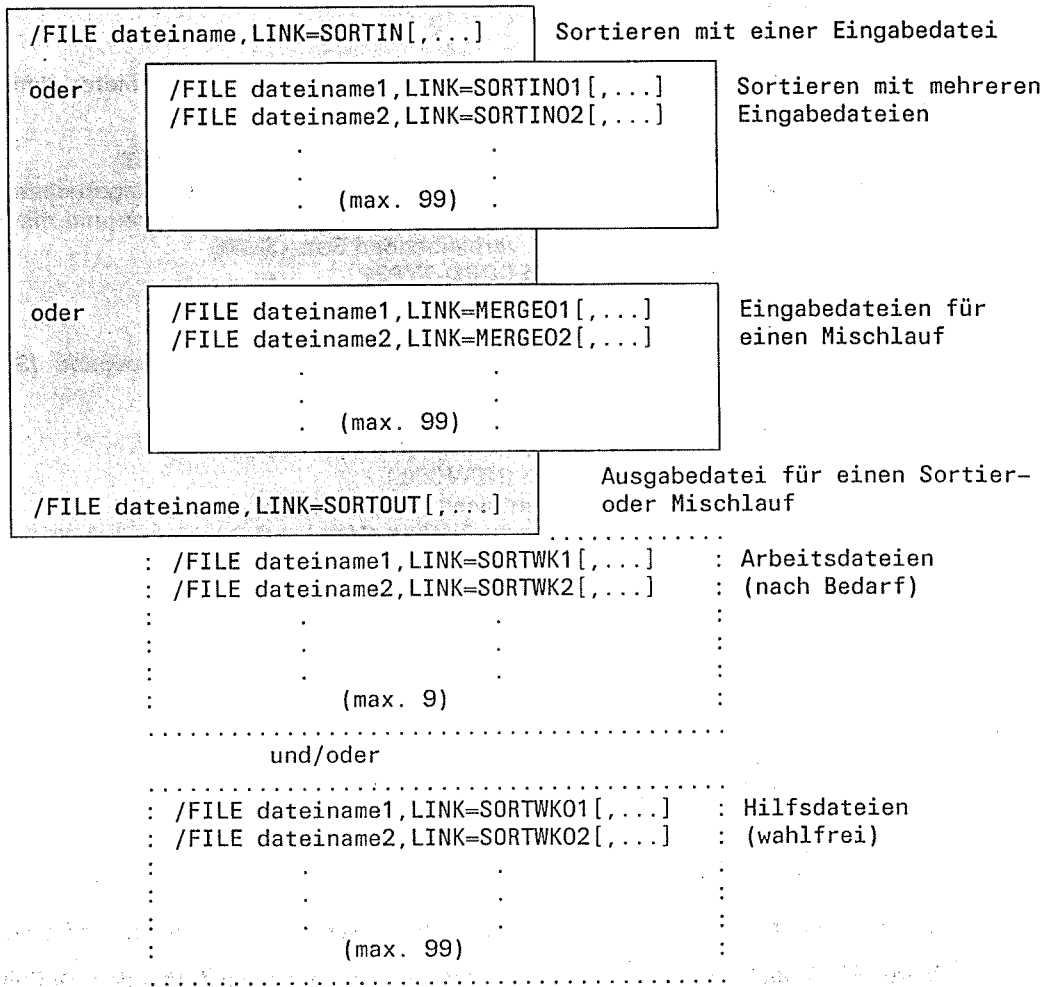 /FILE dateiname,LINK=SORTIN[,...] Sortieren mit einer Eingabedatei
oder /FILE dateiname1,LINK=SORTIN01[,...] Sortieren mit mehreren
/FILE dateiname2,LINK=SORTIN02[,...] Eingabedateien
. .
. .
. (max. 99) .
oder /FILE dateiname1,LINK=MERGE01[,...] Eingabedateien für
/FILE dateiname2,LINK=MERGE02[,...] einen Mischlauf
. .
. .
. (max. 99) .
Ausgabedatei für einen Sortier-
/FILE dateiname,LINK=SORTOUT[,...] oder Mischlauf
: /FILE dateiname1,LINK=SORTWK1[,...] : Arbeitsdateien
: /FILE dateiname2,LINK=SORTWK2[,...] : (nach Bedarf)
: . . :
: . . :
: . . :
: (max. 9) :
und/oder
: /FILE dateiname1,LINK=SORTWK01[,...] : Hilfsdateien
: /FILE dateiname2,LINK=SORTWK02[,...] : (wahlfrei)
: . . :
: . . :
: . . :
: (max. 99) :